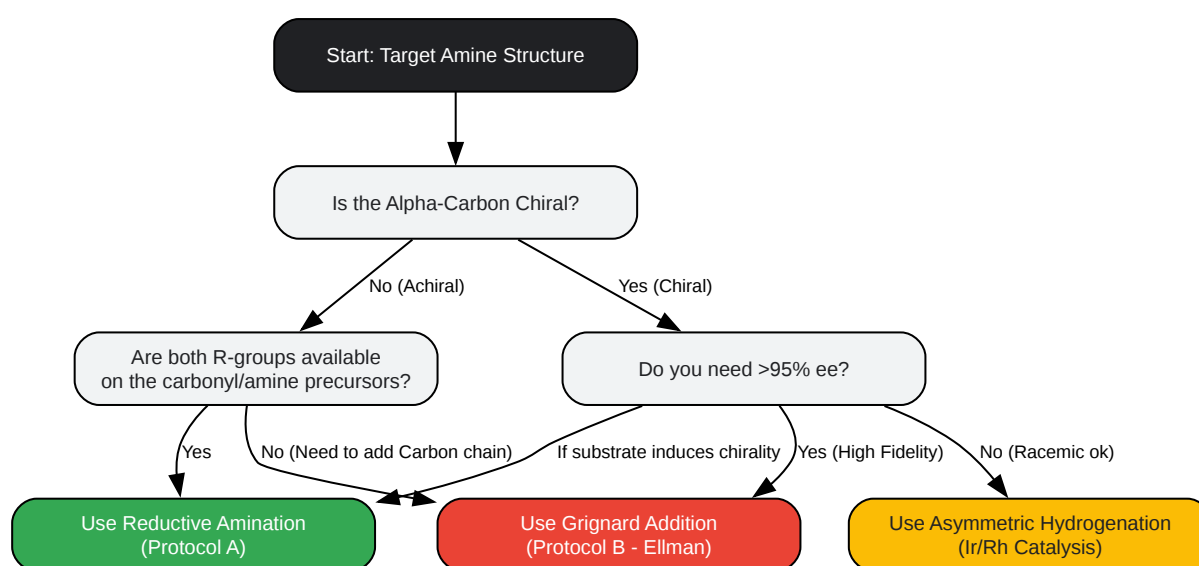 Start: Target Amine Structure
Is the Alpha-Carbon Chiral?
No (Achiral)
Yes (Chiral)
Are both R-groups available
on the carbonyl/amine precursors?
Do you need >95% ee?
Yes
No (Need to add Carbon chain)
If substrate induces chirality
Yes (High Fidelity)
No (Racemic ok)
Use Reductive Amination
(Protocol A)
Use Grignard Addition
(Protocol B - Ellman)
Use Asymmetric Hydrogenation
(Ir/Rh Catalysis)